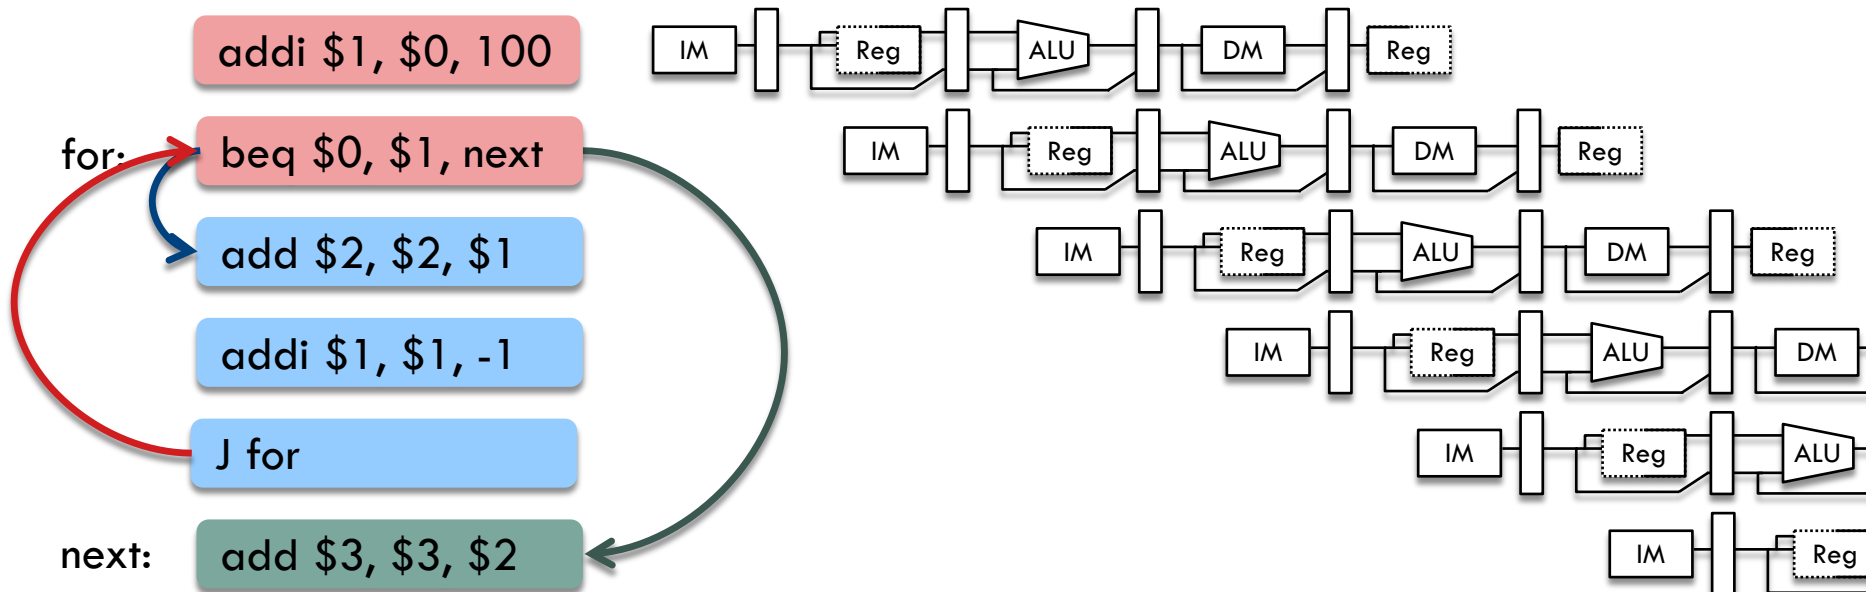 addi $1, $0, 100
IM Reg ALU DM Reg
for: beq $0, $1, next
IM Reg ALU DM Reg
add $2, $2, $1
IM Reg ALU DM Reg
addi $1, $1, -1
IM Reg ALU DM
J for
IM Reg ALU
next: add $3, $3, $2
IM Reg